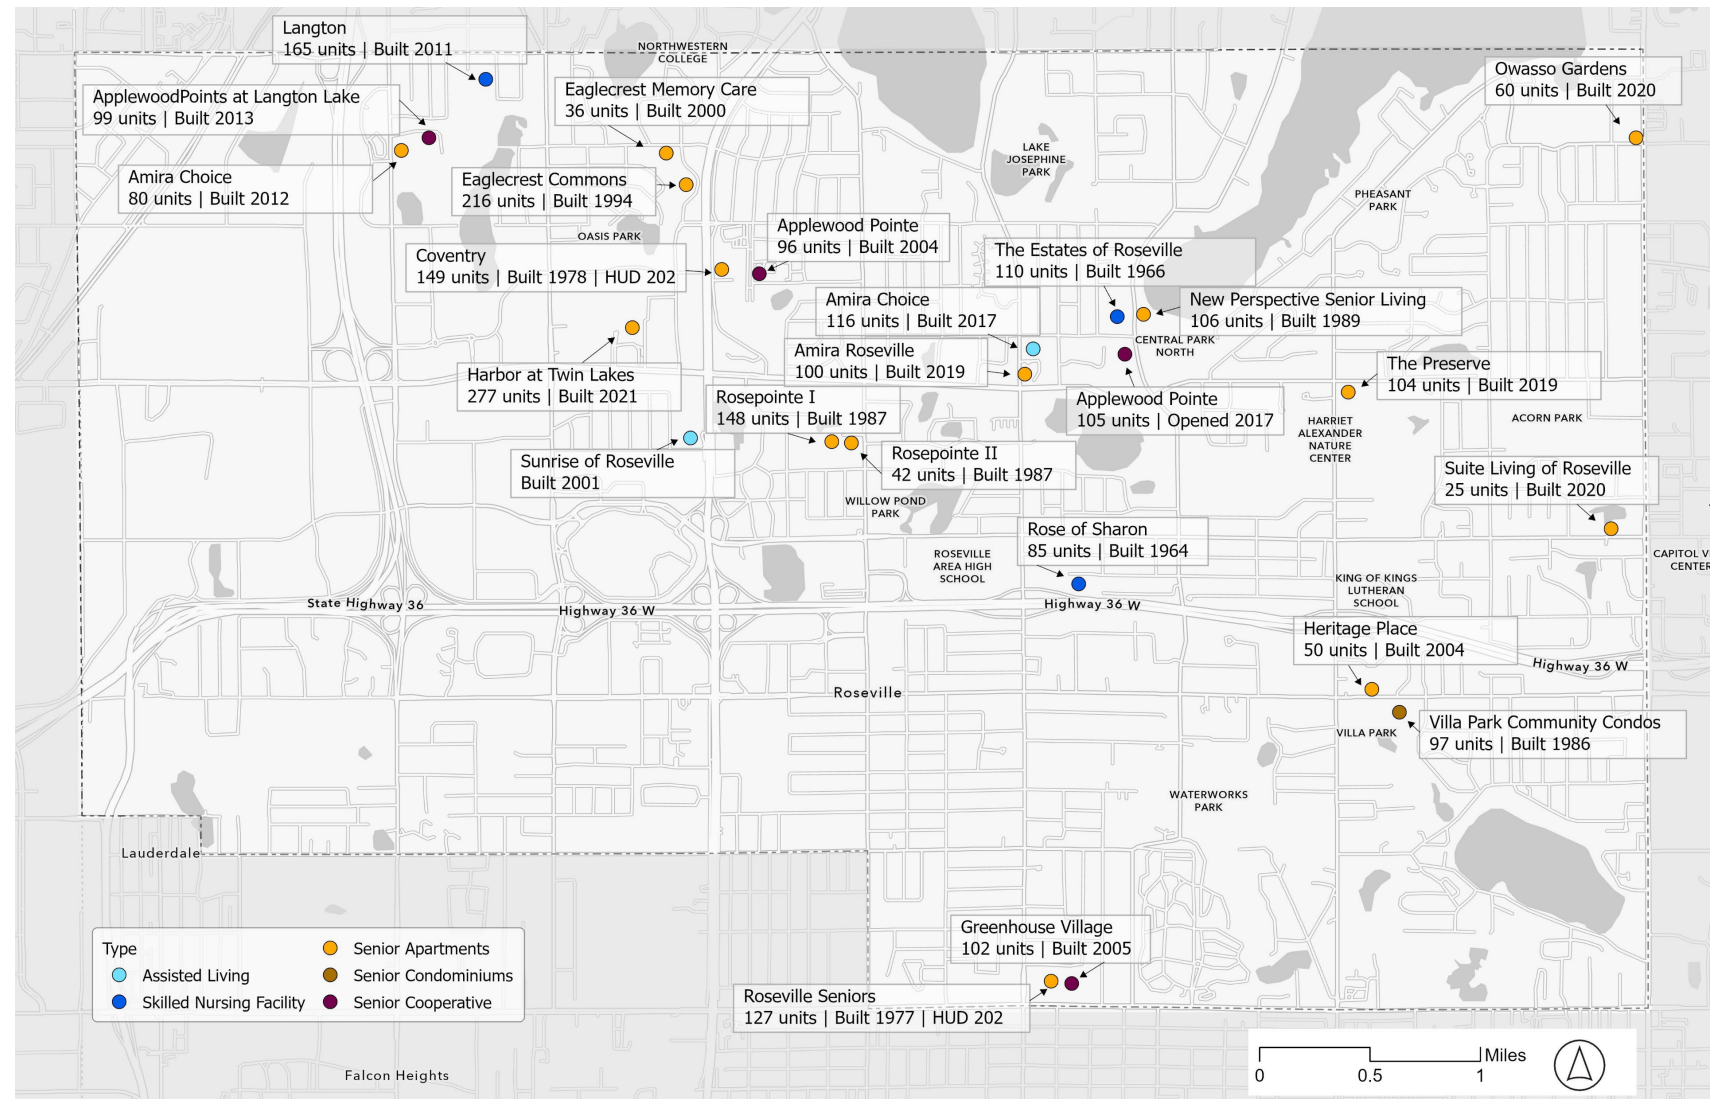 Langton
165 units | Built 2011
NORTHWESTERN
COLLEGE
Owasso Gardens
60 units | Built 2020
ApplewoodPoints at Langton Lake
99 units | Built 2013
Eaglecrest Memory Care
36 units | Built 2000
LAKE
JOSEPHINE
PARK
Amira Choice
80 units | Built 2012
Eaglecrest Commons
216 units | Built 1994
PHEASANT
PARK
OASIS PARK
Applewood Pointe
96 units | Built 2004
Coventry
149 units | Built 1978 | HUD 202
The Estates of Roseville
110 units | Built 1966
Amira Choice
116 units | Built 2017
New Perspective Senior Living
106 units | Built 1989
CENTRAL PARK
NORTH
Amira Roseville
100 units | Built 2019
Harbor at Twin Lakes
277 units | Built 2021
The Preserve
104 units | Built 2019
Rosepointe I
148 units | Built 1987
Applewood Pointe
105 units | Opened 2017
HARRIET
ALEXANDER
NATURE
CENTER
ACORN PARK
Sunrise of Roseville
Built 2001
Rosepointe II
42 units | Built 1987
Suite Living of Roseville
25 units | Built 2020
WILLOW POND
PARK
Rose of Sharon
85 units | Built 1964
ROSEVILLE
AREA HIGH
SCHOOL
CAPITOL V
CENTER
KING OF KINGS
LUTHERAN
SCHOOL
State Highway 36
Highway 36 W
Highway 36 W
Heritage Place
50 units | Built 2004
Highway 36 W
Roseville
Villa Park Community Condos
97 units | Built 1986
VILLA PARK
WATERWORKS
PARK
Lauderdale
Greenhouse Village
102 units | Built 2005
Roseville Seniors
127 units | Built 1977 | HUD 202
Type
Assisted Living
Skilled Nursing Facility
Senior Apartments
Senior Condominiums
Senior Cooperative
Falcon Heights
Miles
0 0.5 1